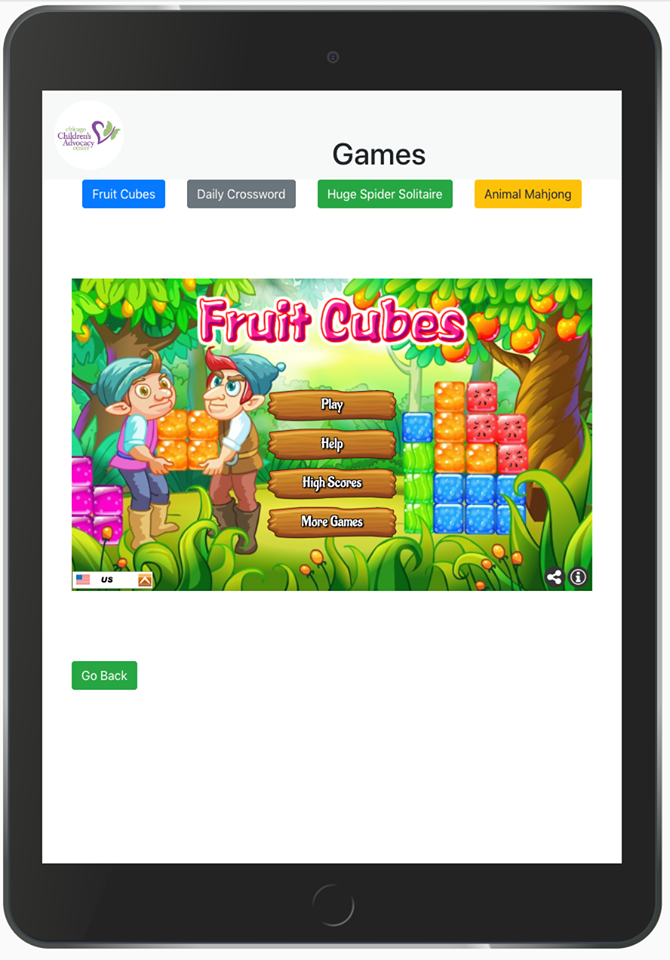 chicago
Children's
Advocacy
center
Games
Fruit Cubes
Daily Crossword
Huge Spider Solitaire
Animal Mahjong
Fruit Cubes
Play
Help
High Scores
More Games
US
Go Back